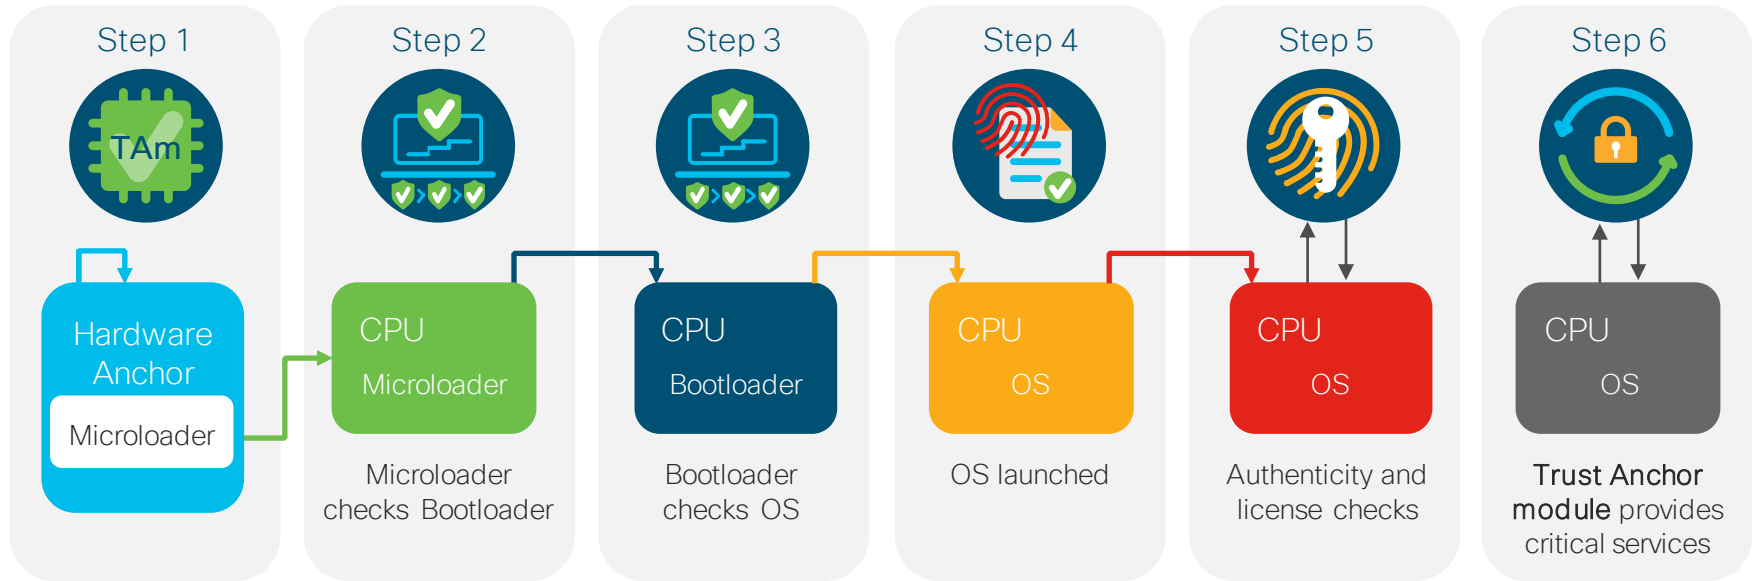 Step 1
TAm
Hardware
Anchor
Microloader
Step 2
CPU
Microloader
Microloader
checks Bootloader
Step 3
CPU
Bootloader
Bootloader
checks OS
Step 4
CPU
OS
OS launched
Step 5
CPU
OS
Authenticity and
license checks
Step 6
CPU
OS
Trust Anchor
module provides
critical services